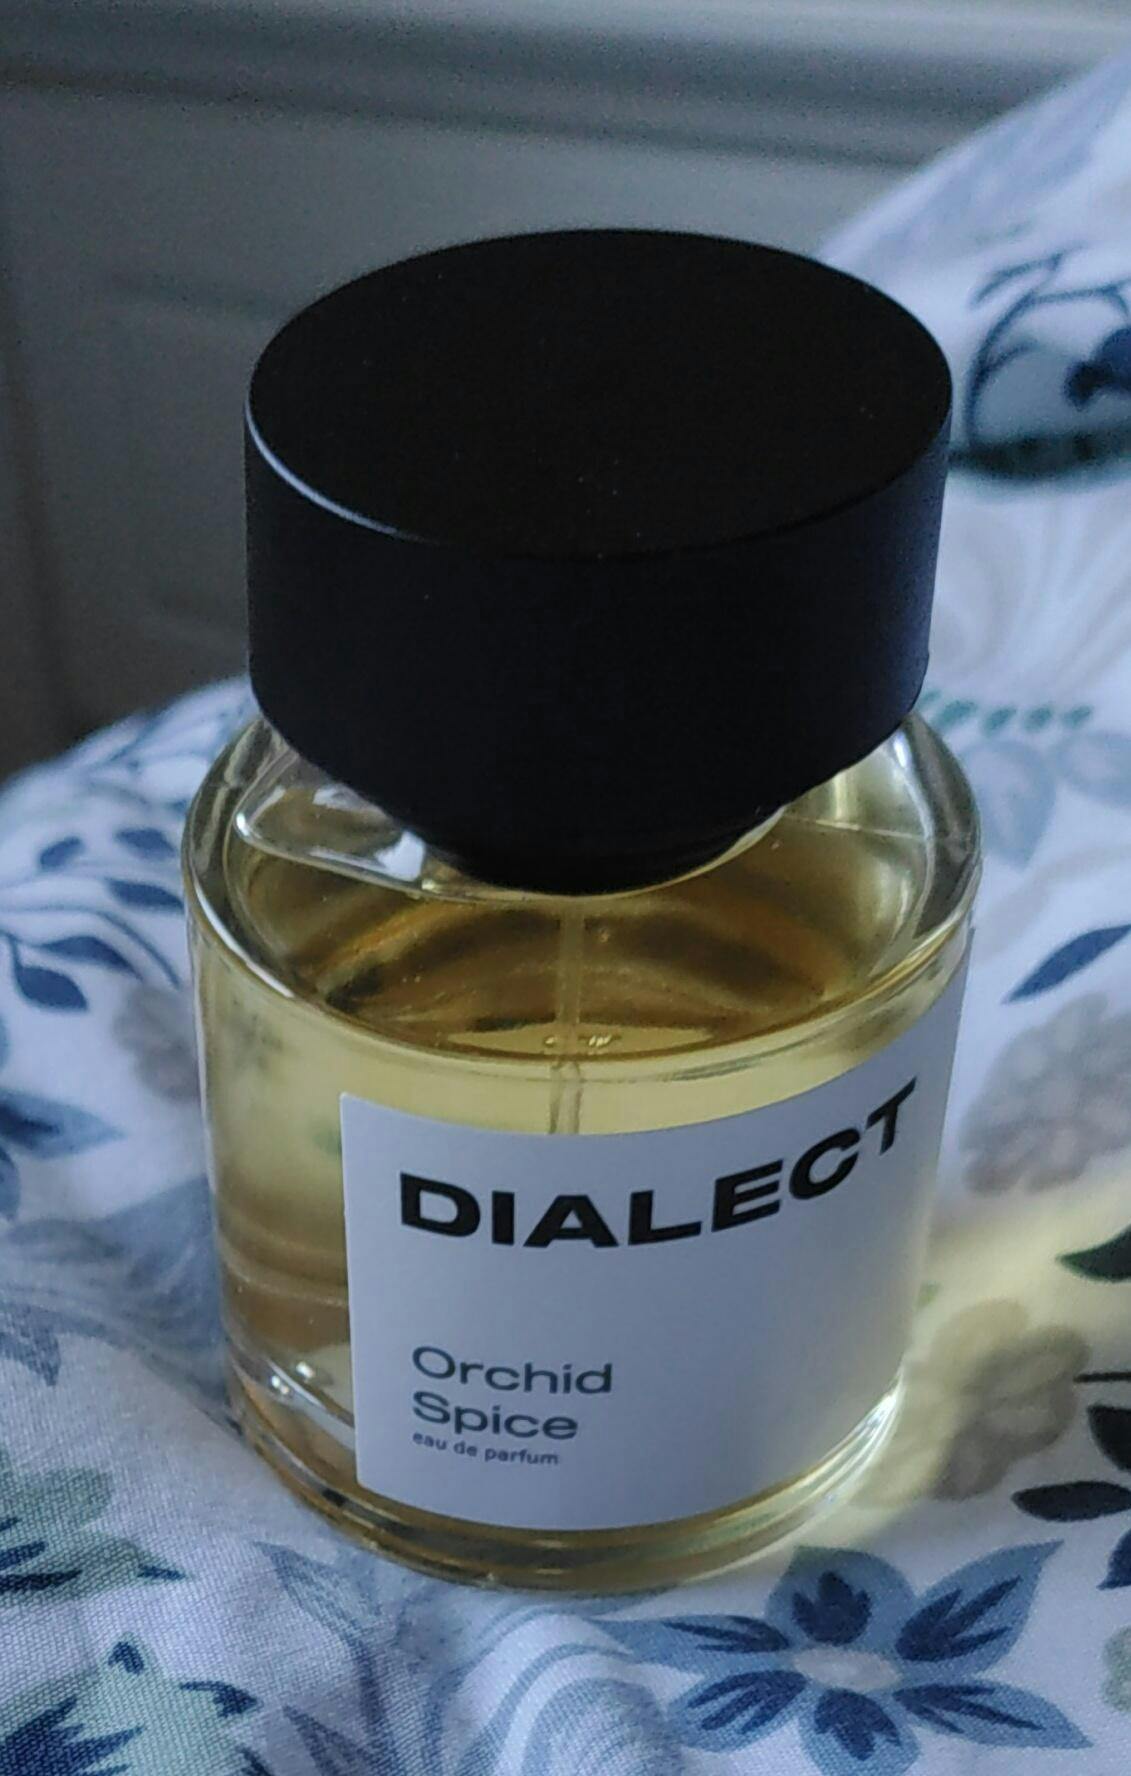 DIALECT
Orchid
Spice
eau de parfum